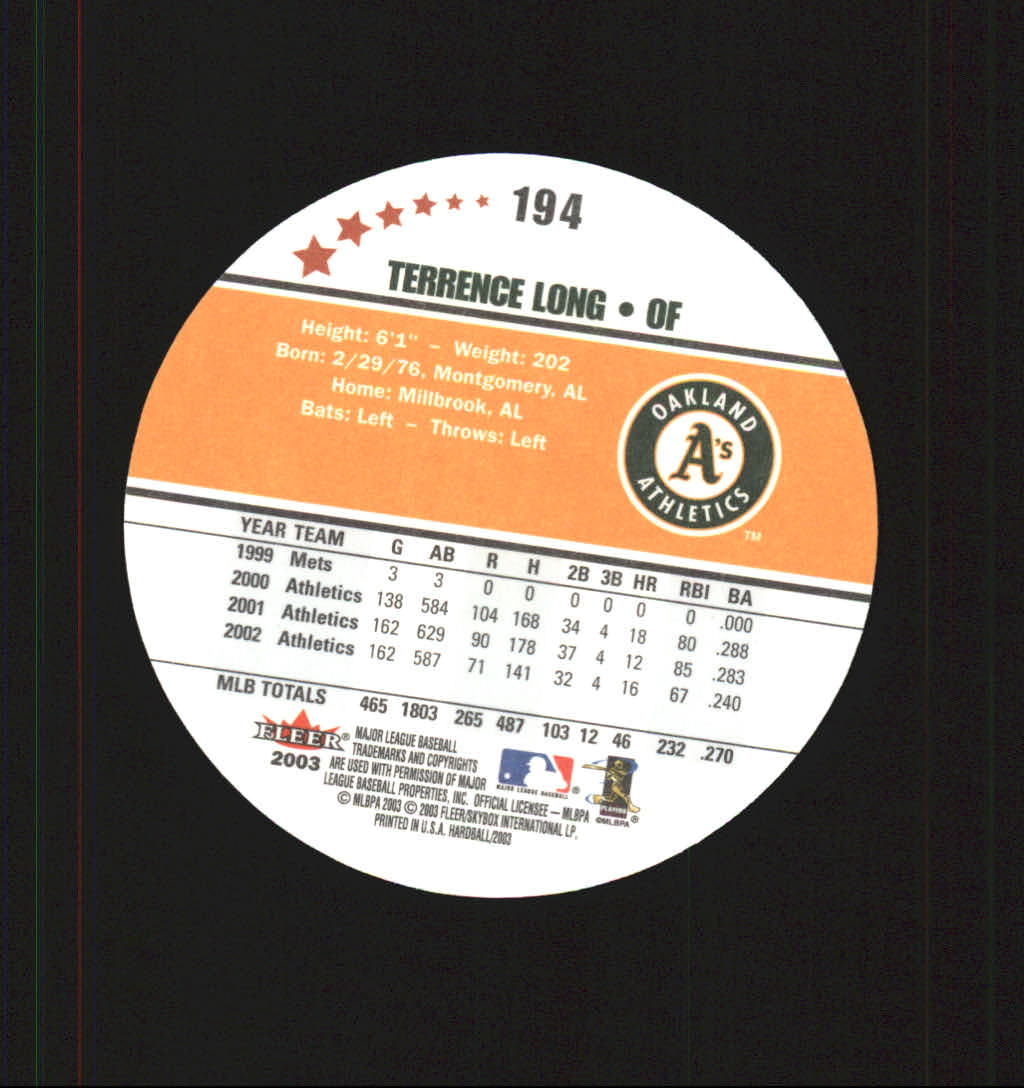 194
TERRENCE LONG • OF
Height: 6'1" – Weight: 202
Born: 2/29/76, Montgomery, AL
Home: Millbrook, AL
Bats: Left – Throws: Left
OAKLAND
A's
ATHLETICS
TM
YEAR TEAM G AB R H 2B 3B HR RBI BA
1999 Mets 3 3 0 0 0 0 0 0 .000
2000 Athletics 138 584 104 168 34 4 18 80 .288
2001 Athletics 162 629 90 178 37 4 12 85 .283
2002 Athletics 162 587 71 141 32 4 16 67 .240
MLB TOTALS 465 1803 265 487 103 12 46 232 .270
FLEER®
2003
MAJOR LEAGUE BASEBALL
TRADEMARKS AND COPYRIGHTS
ARE USED WITH PERMISSION OF MAJOR
LEAGUE BASEBALL PROPERTIES, INC. OFFICIAL LICENSEE — MLBPA
© MLBPA 2003 © 2003 FLEER/SKYBOX INTERNATIONAL LP.
PRINTED IN U.S.A. HARDBALL/2003
MAJOR LEAGUE BASEBALL®
PLAYERS
©MLBPA ®